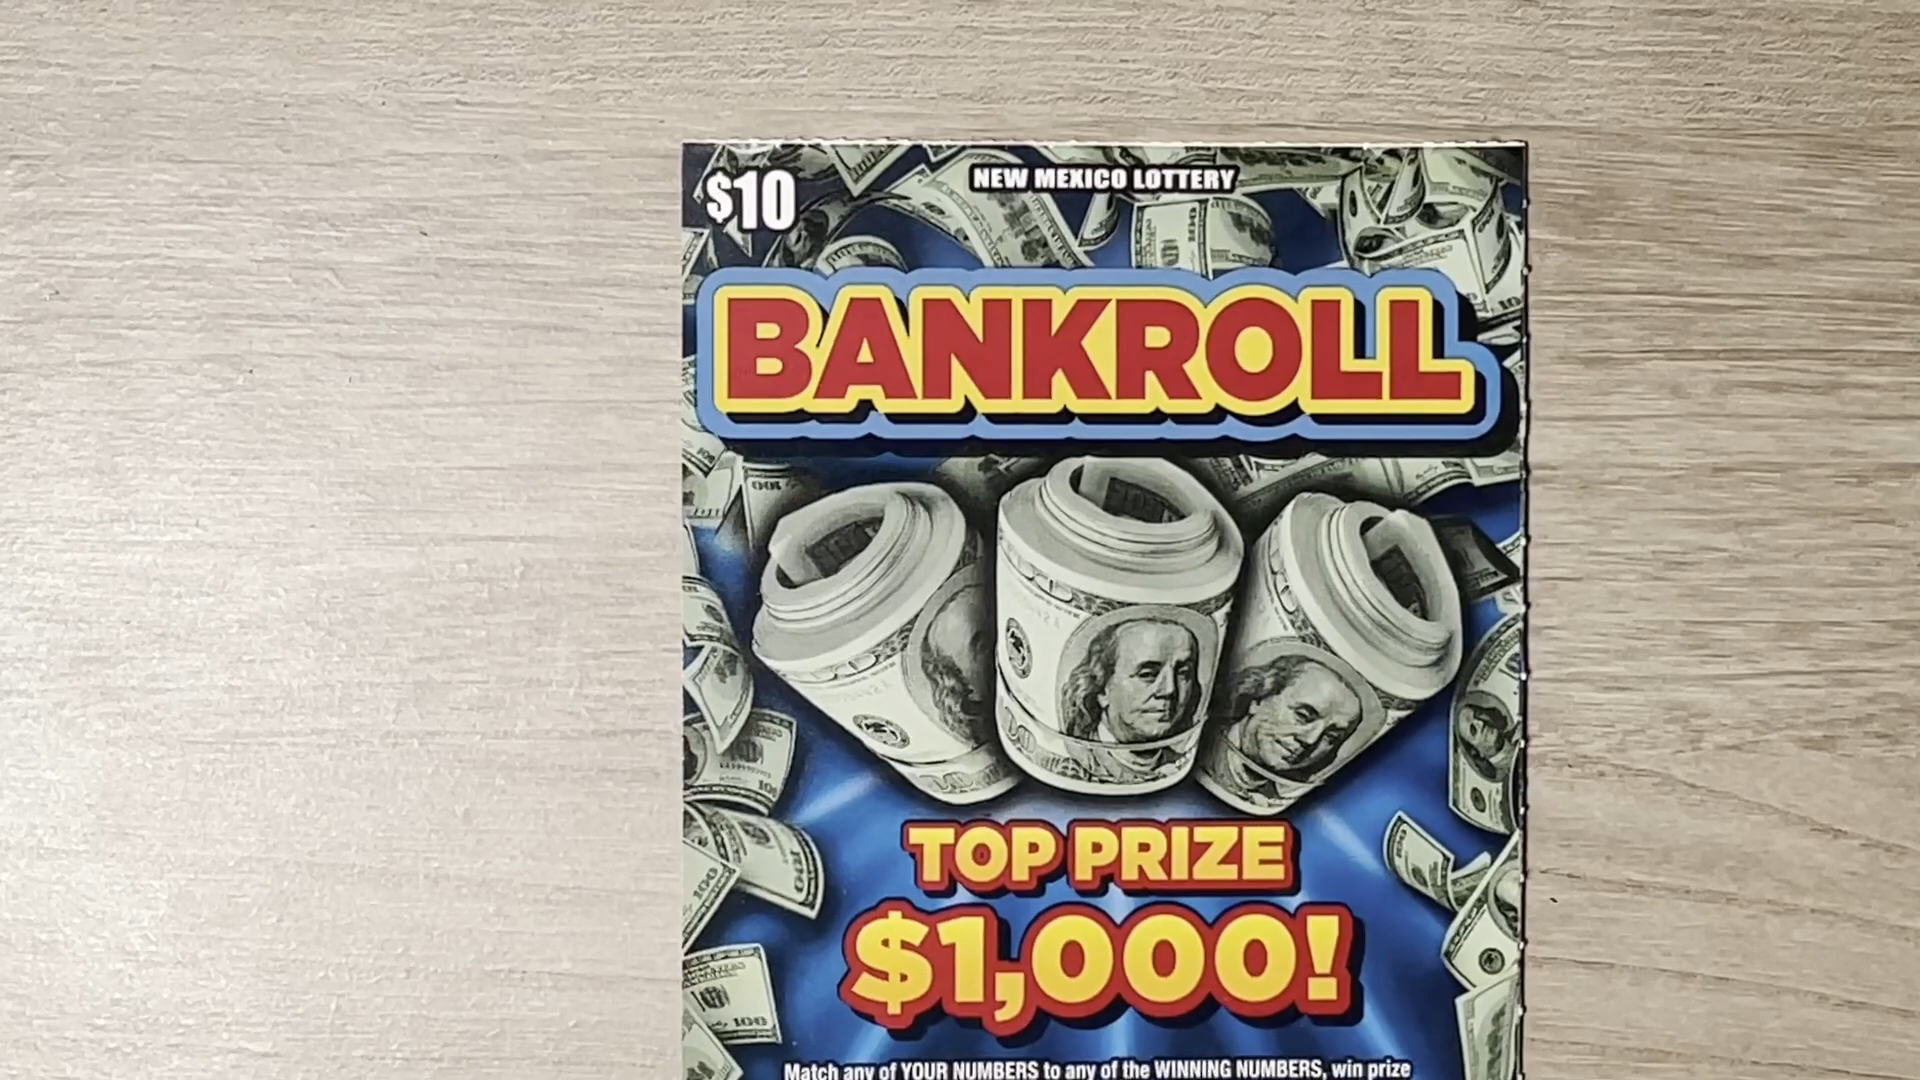 $10
NEW MEXICO LOTTERY
BANKROLL
TOP PRIZE
$1,000!
Match any of YOUR NUMBERS to any of the WINNING NUMBERS, win prize